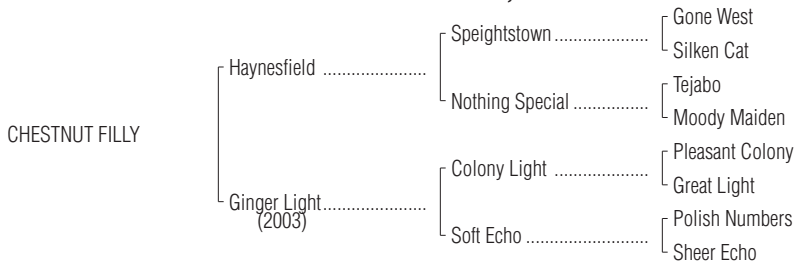 Gone West
Speightstown ......................
Silken Cat
Haynesfield ........................
Tejabo
Nothing Special ..................
Moody Maiden
CHESTNUT FILLY
Pleasant Colony
Colony Light ......................
Great Light
Ginger Light........................
(2003)
Polish Numbers
Soft Echo ............................
Sheer Echo